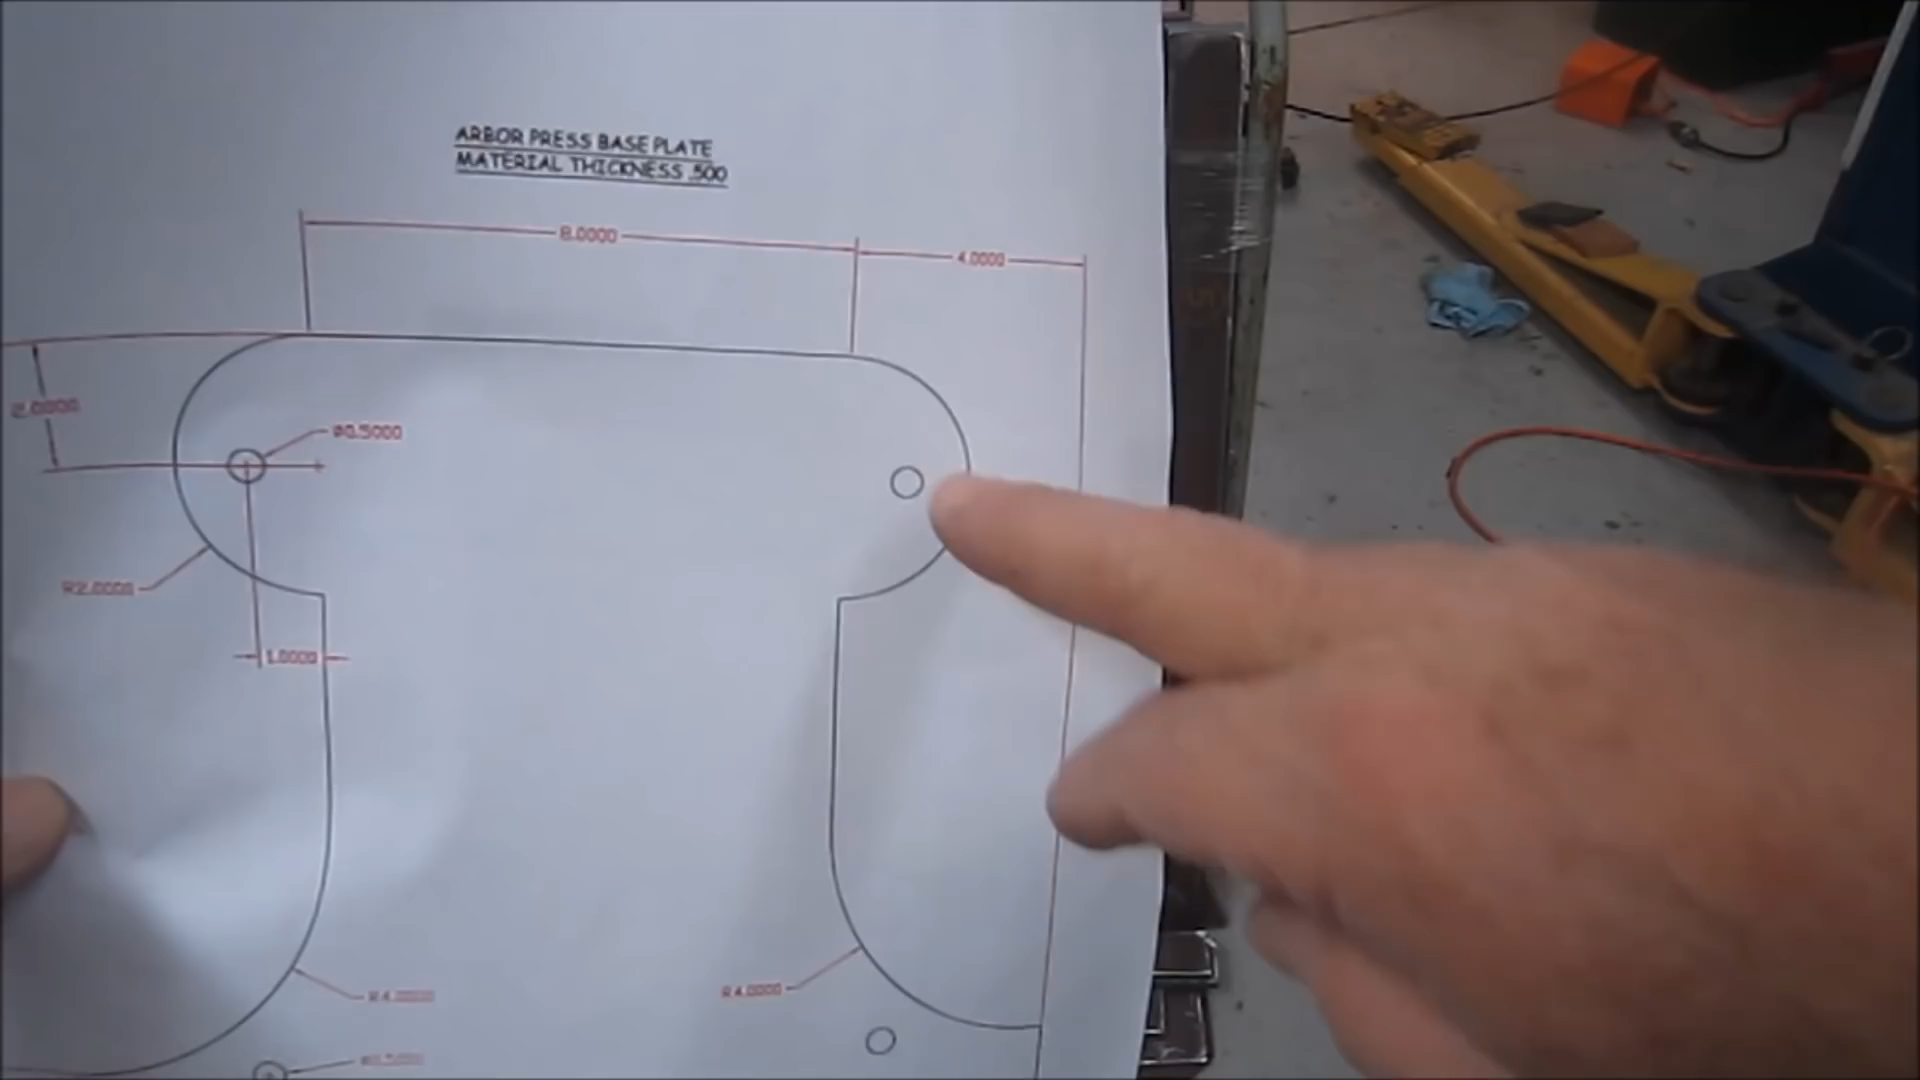 ARBOR PRESS BASE PLATE
MATERIAL THICKNESS .500
8.0000
4.0000
2.0000
ø0.5000
R2.0000
1.0000
R4.0000
R4.0000